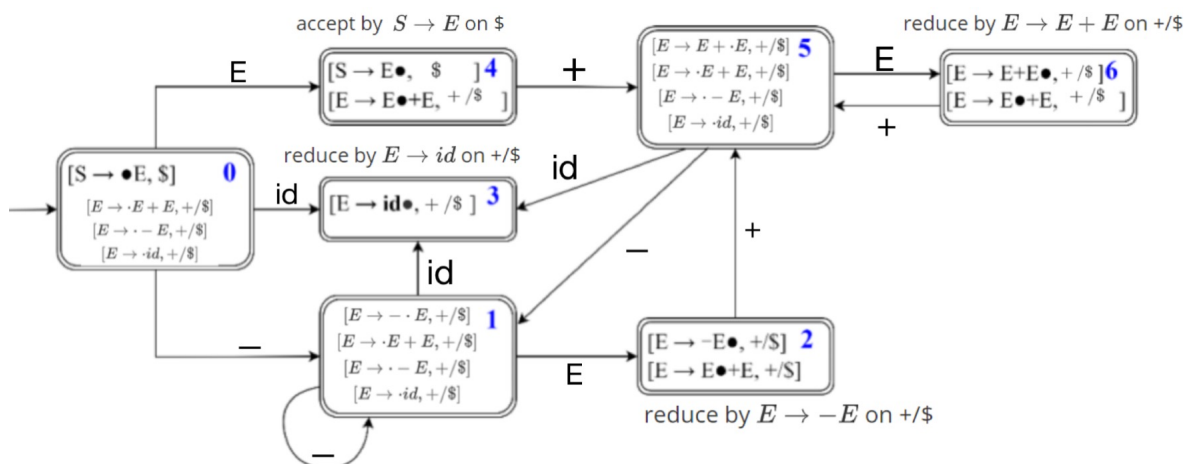 accept by S → E on $
reduce by E → E + E on +/$
E
[S → E●, $ ] 4
[E → E●+E, +/$ ]
+
[E → E + ·E, +/$] 5
[E → ·E + E, +/$]
[E → · − E, +/$]
[E → ·id, +/$]
E
[E → E+E●, +/$ ] 6
[E → E●+E, +/$ ]
+
reduce by E → id on +/$
[S → ●E, $] 0
[E → ·E + E, +/$]
[E → · − E, +/$]
[E → ·id, +/$]
id
[E → id●, +/$ ] 3
id
−
+
id
−
[E → − · E, +/$] 1
[E → ·E + E, +/$]
[E → · − E, +/$]
[E → ·id, +/$]
E
[E → −E●, +/$] 2
[E → E●+E, +/$]
reduce by E → −E on +/$
−